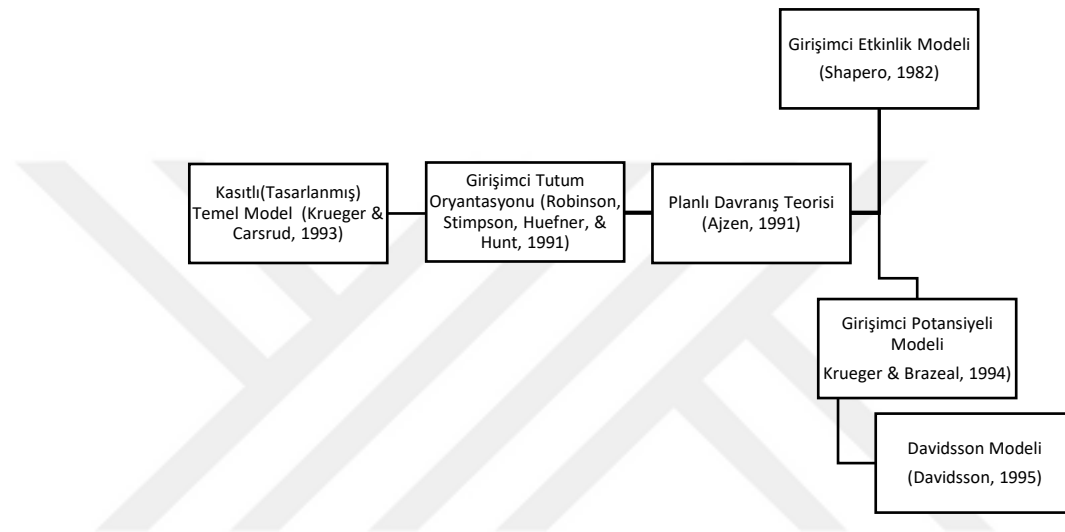 Girişimci Etkinlik Modeli
(Shapero, 1982)
Kasıtlı(Tasarlanmış)
Temel Model (Krueger &
Carsrud, 1993)
Girişimci Tutum
Oryantasyonu (Robinson,
Stimpson, Huefner, &
Hunt, 1991)
Planlı Davranış Teorisi
(Ajzen, 1991)
Girişimci Potansiyeli
Modeli
Krueger & Brazeal, 1994)
Davidsson Modeli
(Davidsson, 1995)